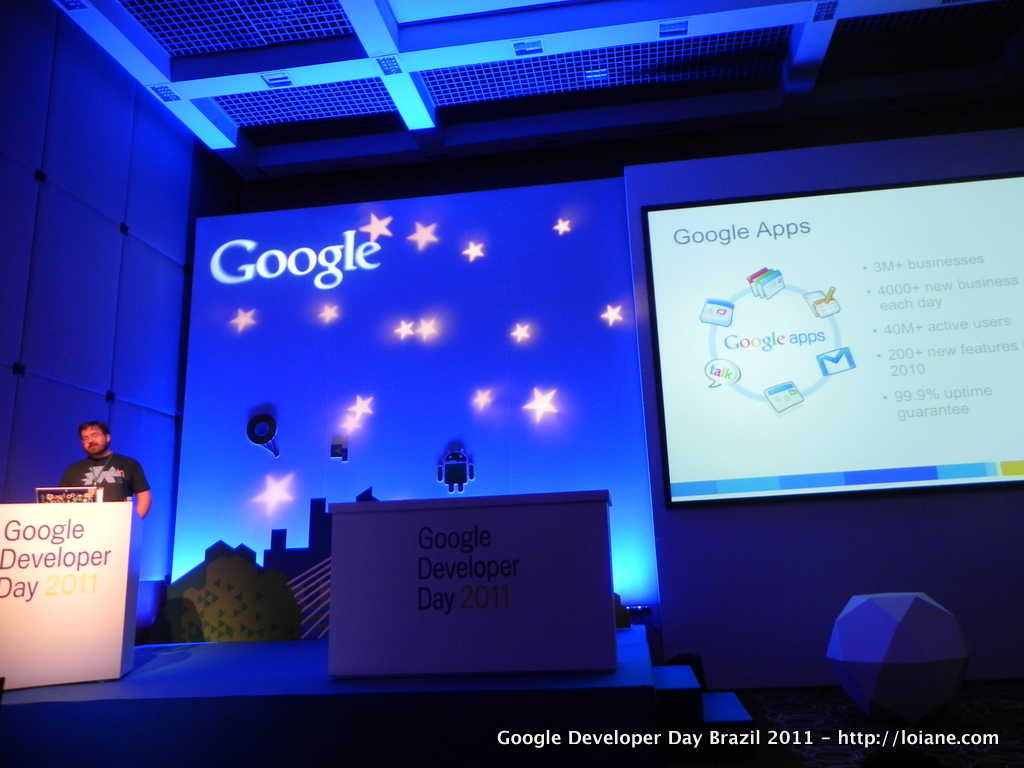 Google
Google Apps
• 3M+ businesses
• 4000+ new business
each day
• 40M+ active users
• 200+ new features
2010
• 99.9% uptime
guarantee
Google apps
talk
Google
Developer
Day 2011
Google
Developer
Day 2011
Google Developer Day Brazil 2011 - http://loiane.com